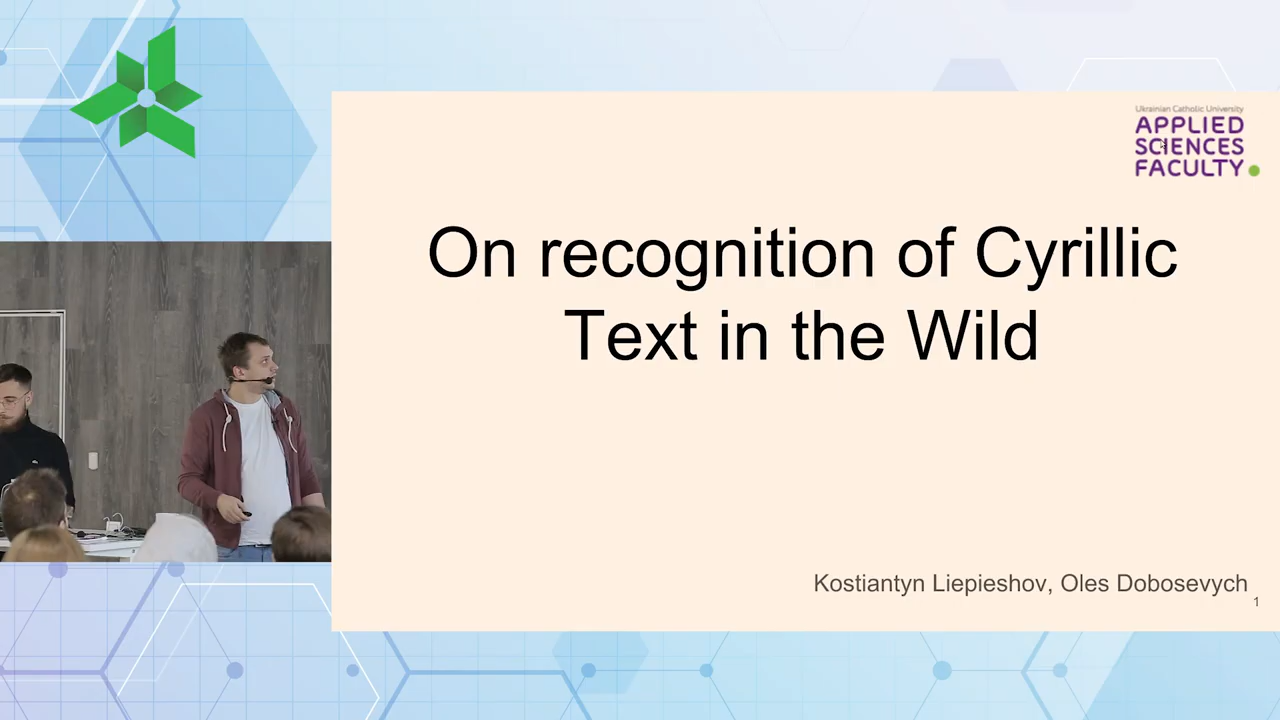 Ukrainian Catholic University
APPLIED
SCIENCES
FACULTY
On recognition of Cyrillic
Text in the Wild
Kostiantyn Liepieshov, Oles Dobosevych
1